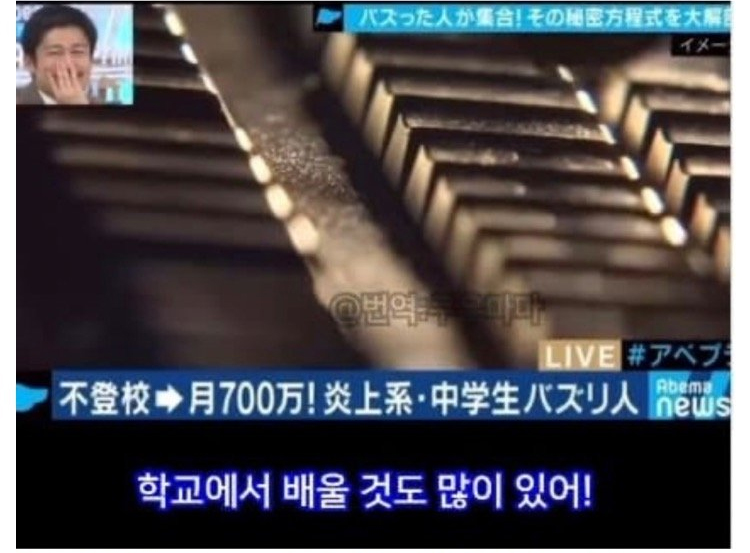 バズった人が集合!その秘密方程式を大解
イメー
@번역:
LIVE #アベプラ
不登校➡月700万!炎上系・中学生バズリ人
Abema news
학교에서 배울 것도 많이 있어!